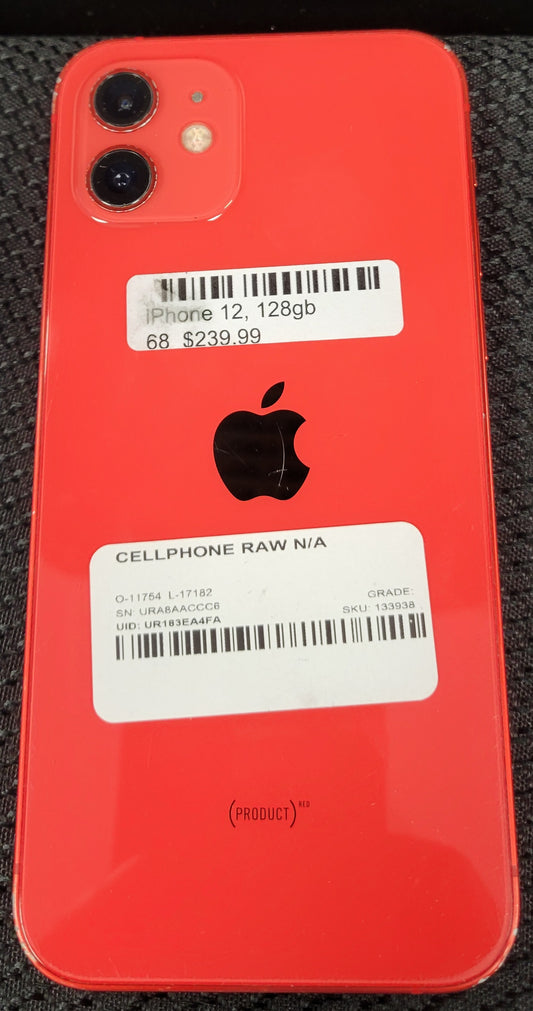 iPhone 12, 128gb
68 $239.99
CELLPHONE RAW N/A
O-11754 L-17182
GRADE:
SN: URA8AACCC6
SKU: 133938
UID: UR183EA4FA
(PRODUCT)RED